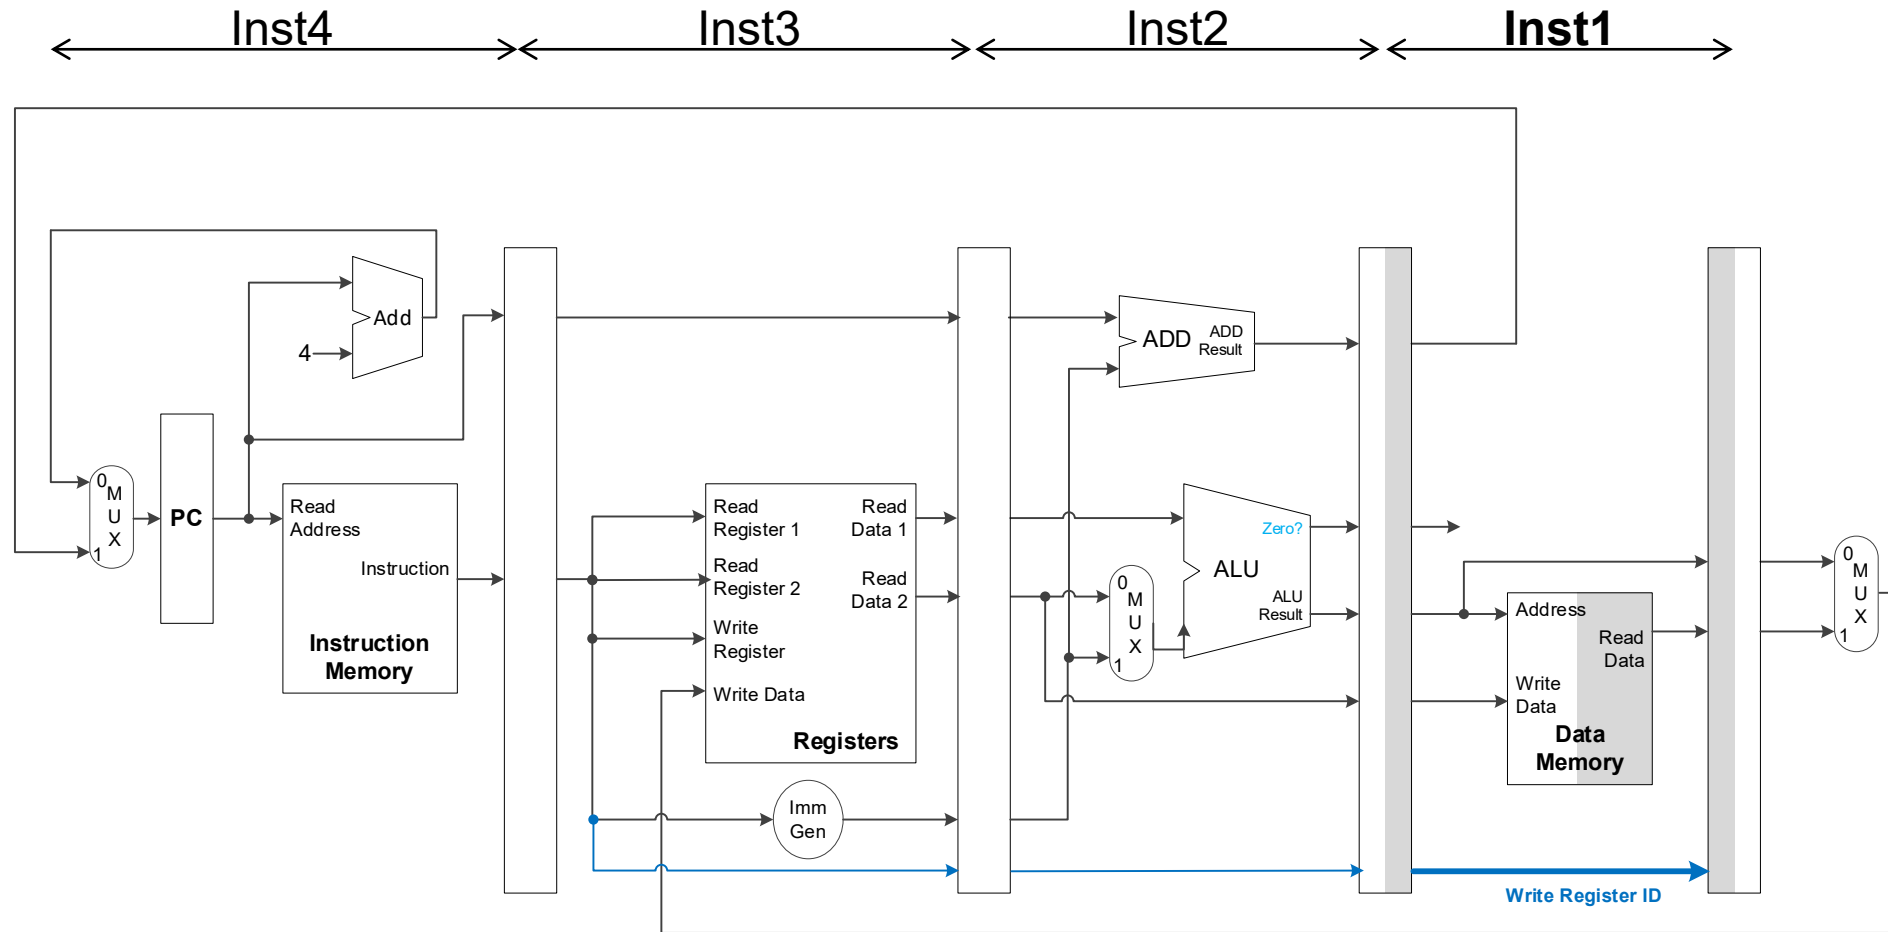 Inst4
Inst3
Inst2
Inst1
Add
4
0
M
U
X
1
PC
Read
Address
Instruction
Instruction
Memory
Read
Register 1
Read
Register 2
Write
Register
Write Data
Read
Data 1
Read
Data 2
Registers
Imm
Gen
ADD
ADD
Result
0
M
U
X
1
Zero?
ALU
ALU
Result
Address
Read
Data
Write
Data
Data
Memory
Write Register ID
0
M
U
X
1